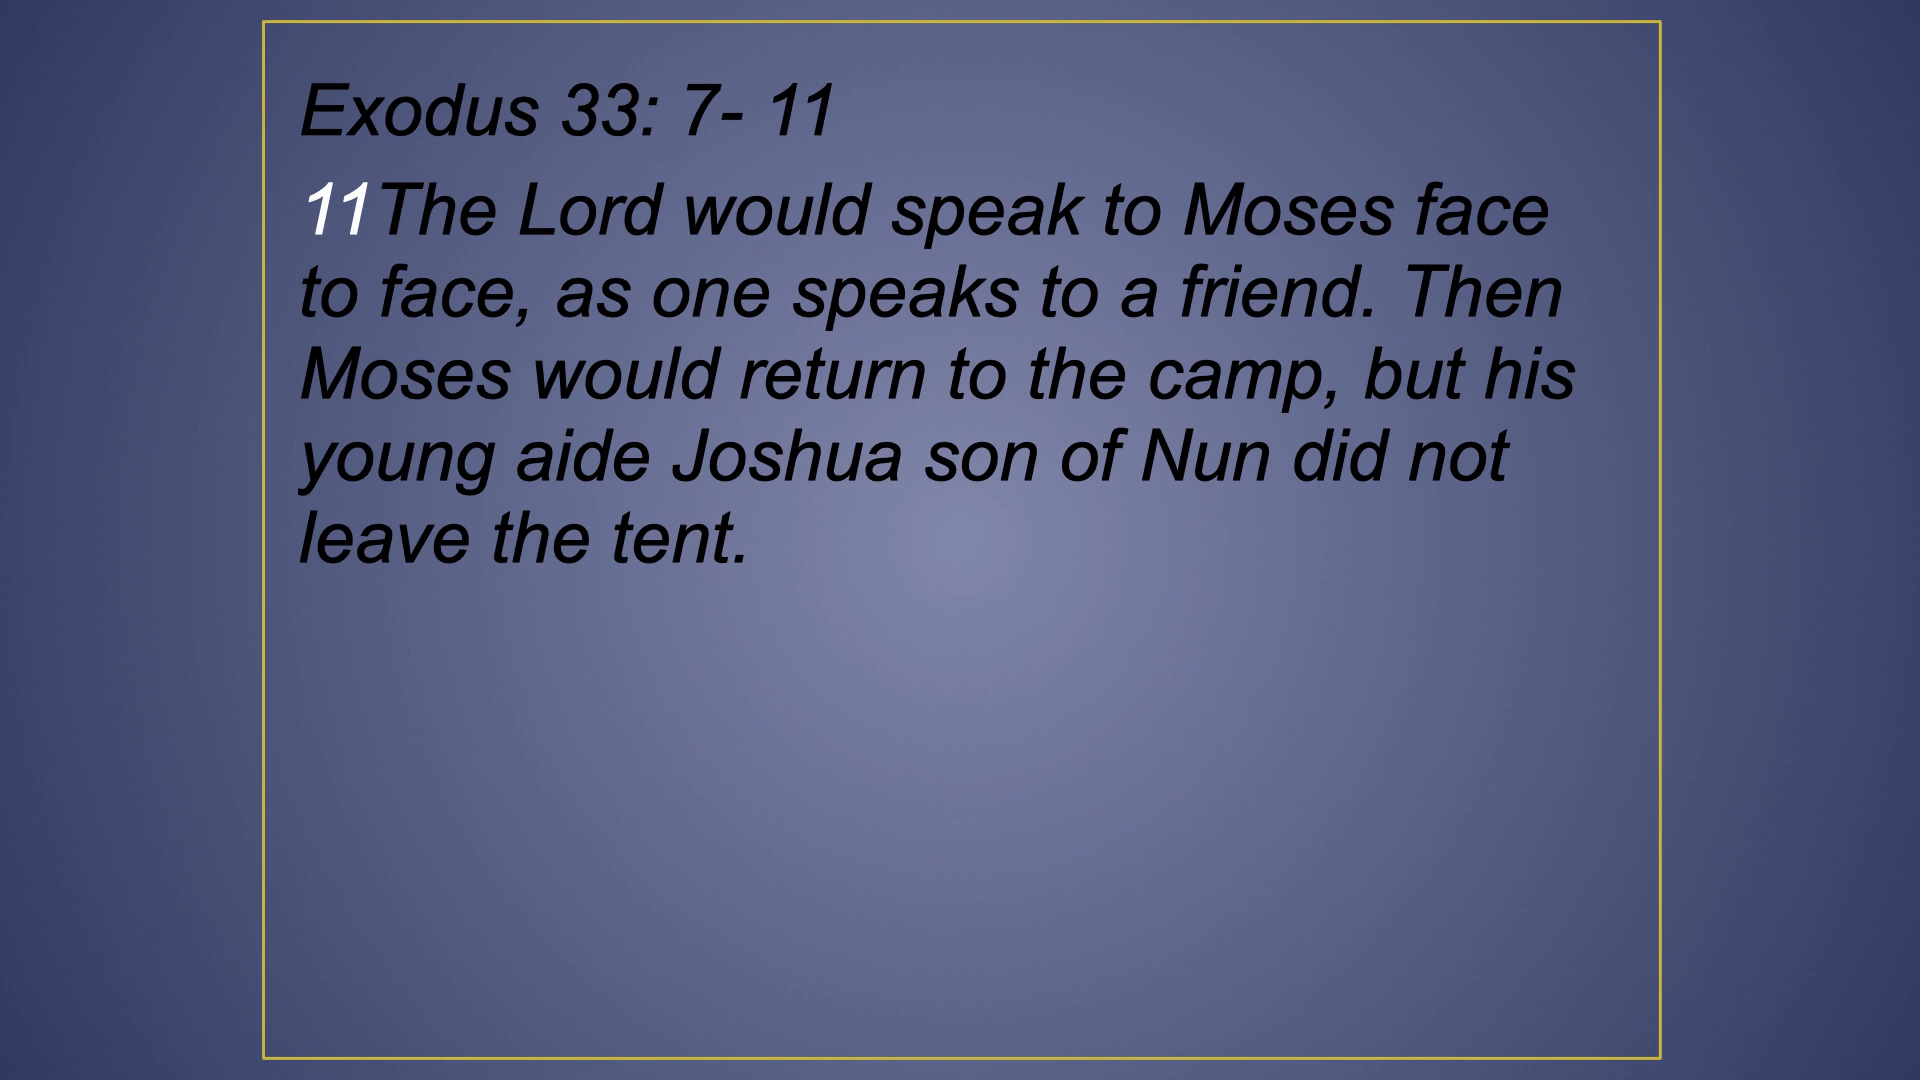 Exodus 33: 7- 11
11The Lord would speak to Moses face
to face, as one speaks to a friend. Then
Moses would return to the camp, but his
young aide Joshua son of Nun did not
leave the tent.